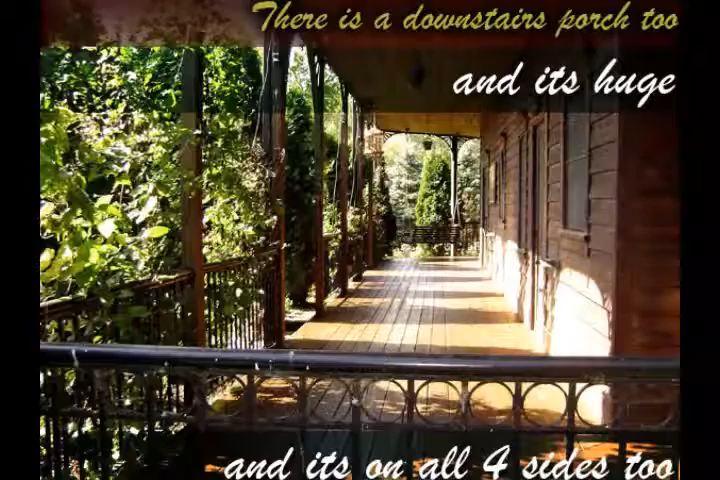 There is a downstairs porch too
and its huge
and its on all 4 sides too